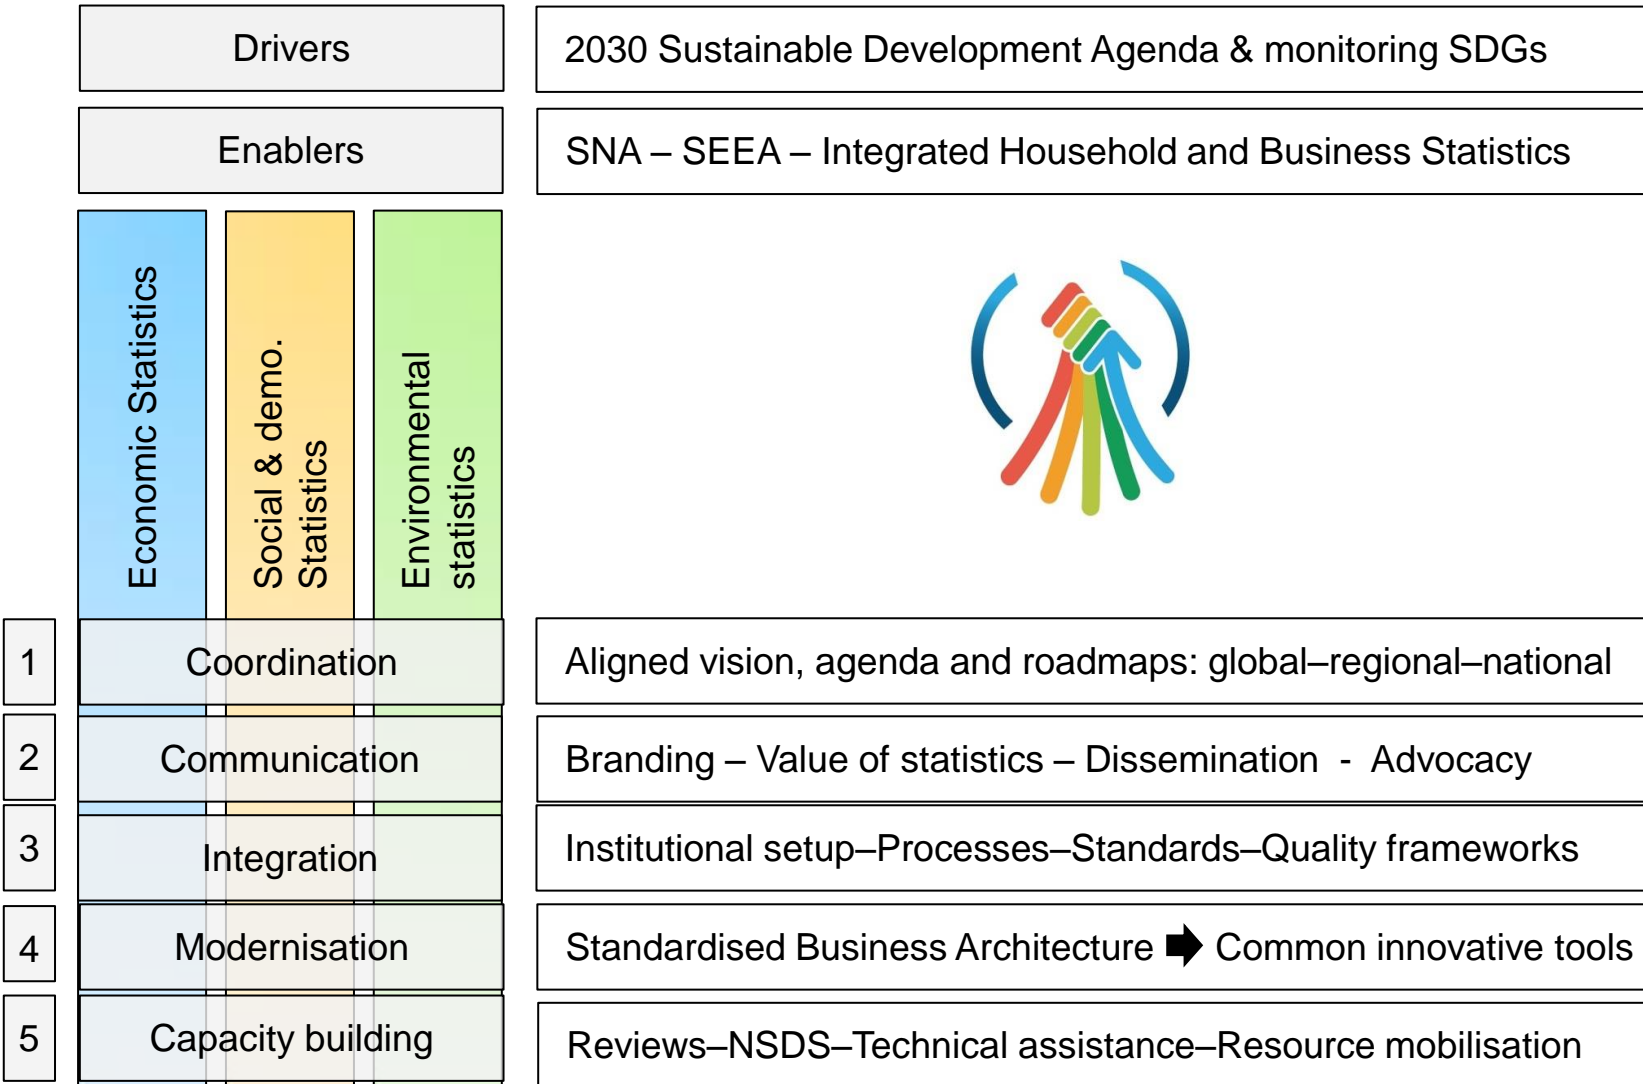 Drivers
2030 Sustainable Development Agenda & monitoring SDGs
Enablers
SNA – SEEA – Integrated Household and Business Statistics
Economic Statistics
Social & demo.
Statistics
Environmental
statistics
1
Coordination
Aligned vision, agenda and roadmaps: global–regional–national
2
Communication
Branding – Value of statistics – Dissemination - Advocacy
3
Integration
Institutional setup–Processes–Standards–Quality frameworks
4
Modernisation
Standardised Business Architecture ➡ Common innovative tools
5
Capacity building
Reviews–NSDS–Technical assistance–Resource mobilisation